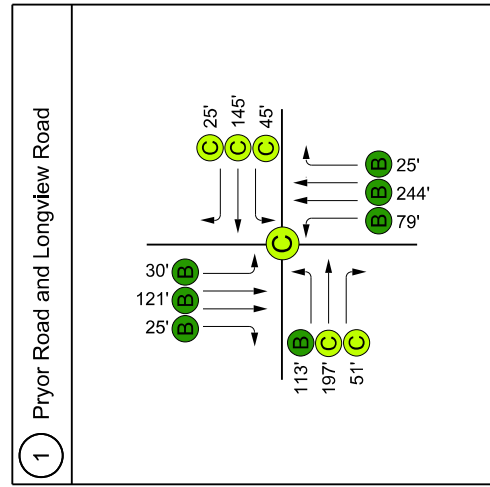 1 Pryor Road and Longview Road
25' 145' 45'
C C C
30' B
121' B
25' B
C
B 25'
B 244'
B 79'
B C C
113' 197' 51'